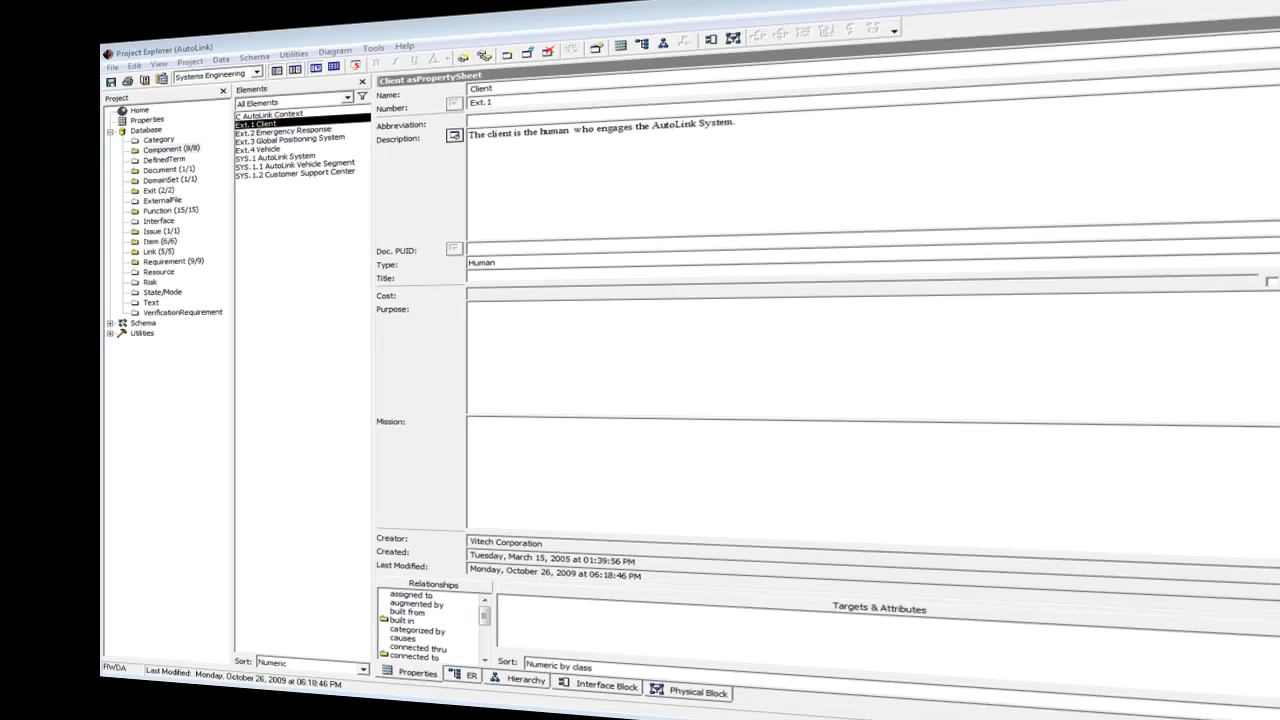 Project Explorer (AutoLink)
File Edit View Project Data Schema Utilities Diagram Tools Help
Systems Engineering
Project
Home
Properties
Database
Category
Component (8/8)
DefinedTerm
Document (1/1)
DomainSet (1/1)
Exit (2/2)
ExternalFile
Function (15/15)
Interface
Issue (1/1)
Item (6/6)
Link (5/5)
Requirement (9/9)
Resource
Risk
State/Mode
Text
VerificationRequirement
Schema
Utilities
Elements
All Elements
C AutoLink Context
Ext.1 Client
Ext.2 Emergency Response
Ext.3 Global Positioning System
Ext.4 Vehicle
SYS.1 AutoLink System
SYS.1.1 AutoLink Vehicle Segment
SYS.1.2 Customer Support Center
Sort: Numeric
Client asPropertySheet
Name: Client
Number: Ext.1
Abbreviation:
Description: The client is the human who engages the AutoLink System.
Doc. PUID:
Type: Human
Title:
Cost:
Purpose:
Mission:
Creator: Vitech Corporation
Created: Tuesday, March 15, 2005 at 01:39:56 PM
Last Modified: Monday, October 26, 2009 at 06:18:46 PM
Relationships
assigned to
augmented by
built from
built in
categorized by
causes
connected thru
connected to
Targets & Attributes
Sort: Numeric by class
Properties ER Hierarchy Interface Block Physical Block
RWDA Last Modified: Monday, October 26, 2009 at 06:18:46 PM